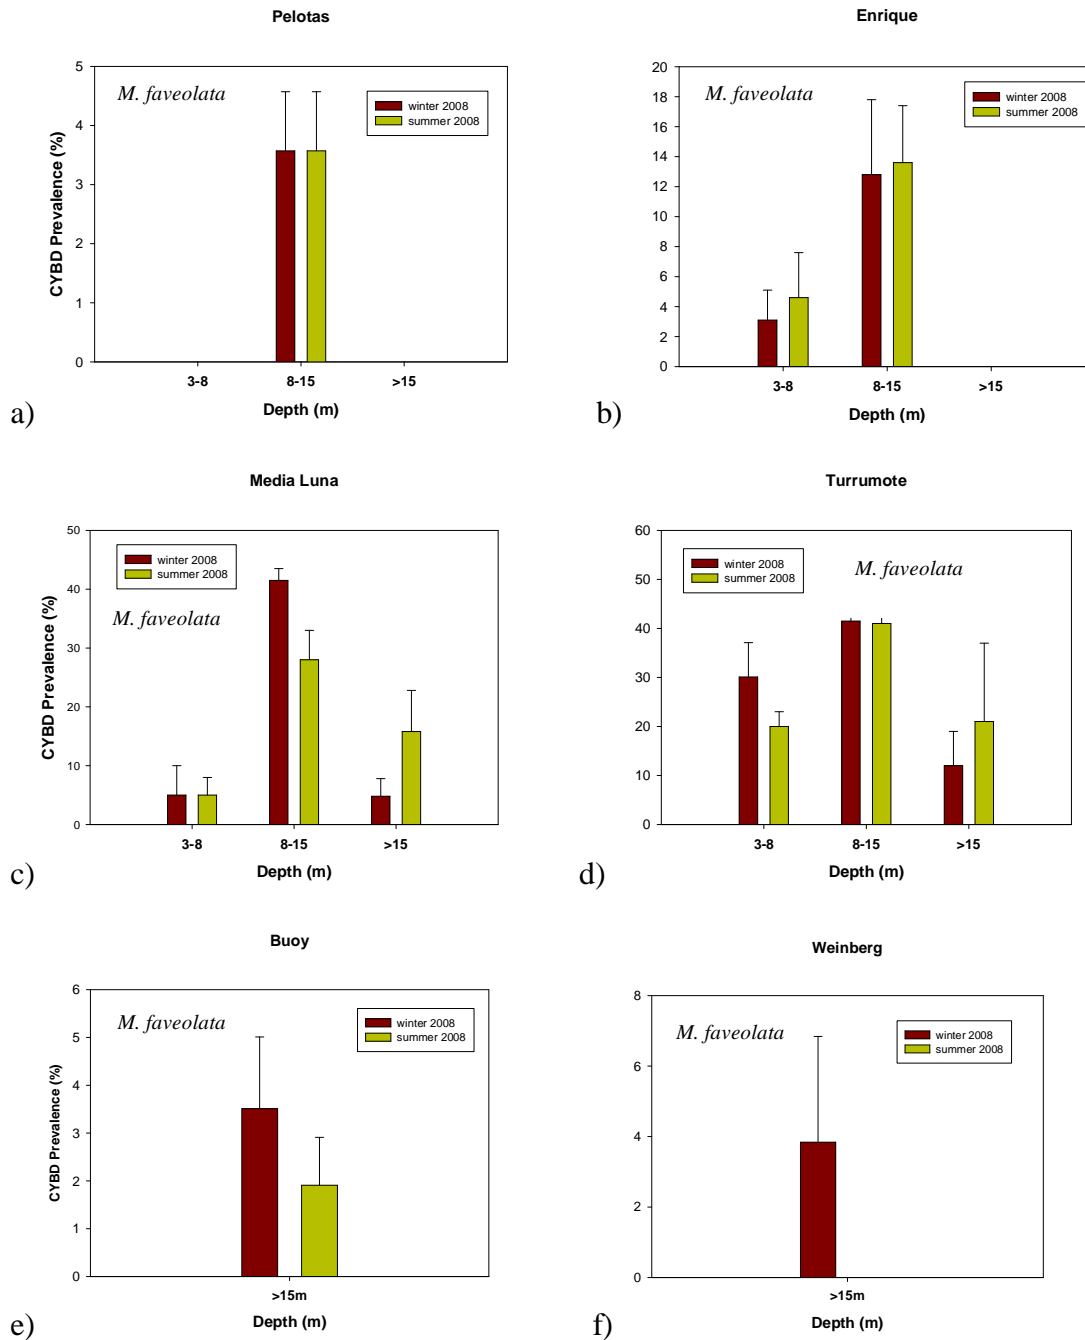 Pelotas
M. faveolata
winter 2008
summer 2008
CYBD Prevalence (%)
5
4
3
2
1
0
3-8
8-15
>15
Depth (m)
a)
Enrique
M. faveolata
winter 2008
summer 2008
20
18
16
14
12
10
8
6
4
2
0
3-8
8-15
>15
Depth (m)
b)
Media Luna
winter 2008
summer 2008
M. faveolata
CYBD Prevalence (%)
50
40
30
20
10
0
3-8
8-15
>15
Depth (m)
c)
Turrumote
winter 2008
summer 2008
M. faveolata
60
50
40
30
20
10
0
3-8
8-15
>15
Depth (m)
d)
Buoy
M. faveolata
winter 2008
summer 2008
CYBD Prevalence (%)
6
5
4
3
2
1
0
>15m
Depth (m)
e)
Weinberg
M. faveolata
winter 2008
summer 2008
8
6
4
2
0
>15m
Depth (m)
f)